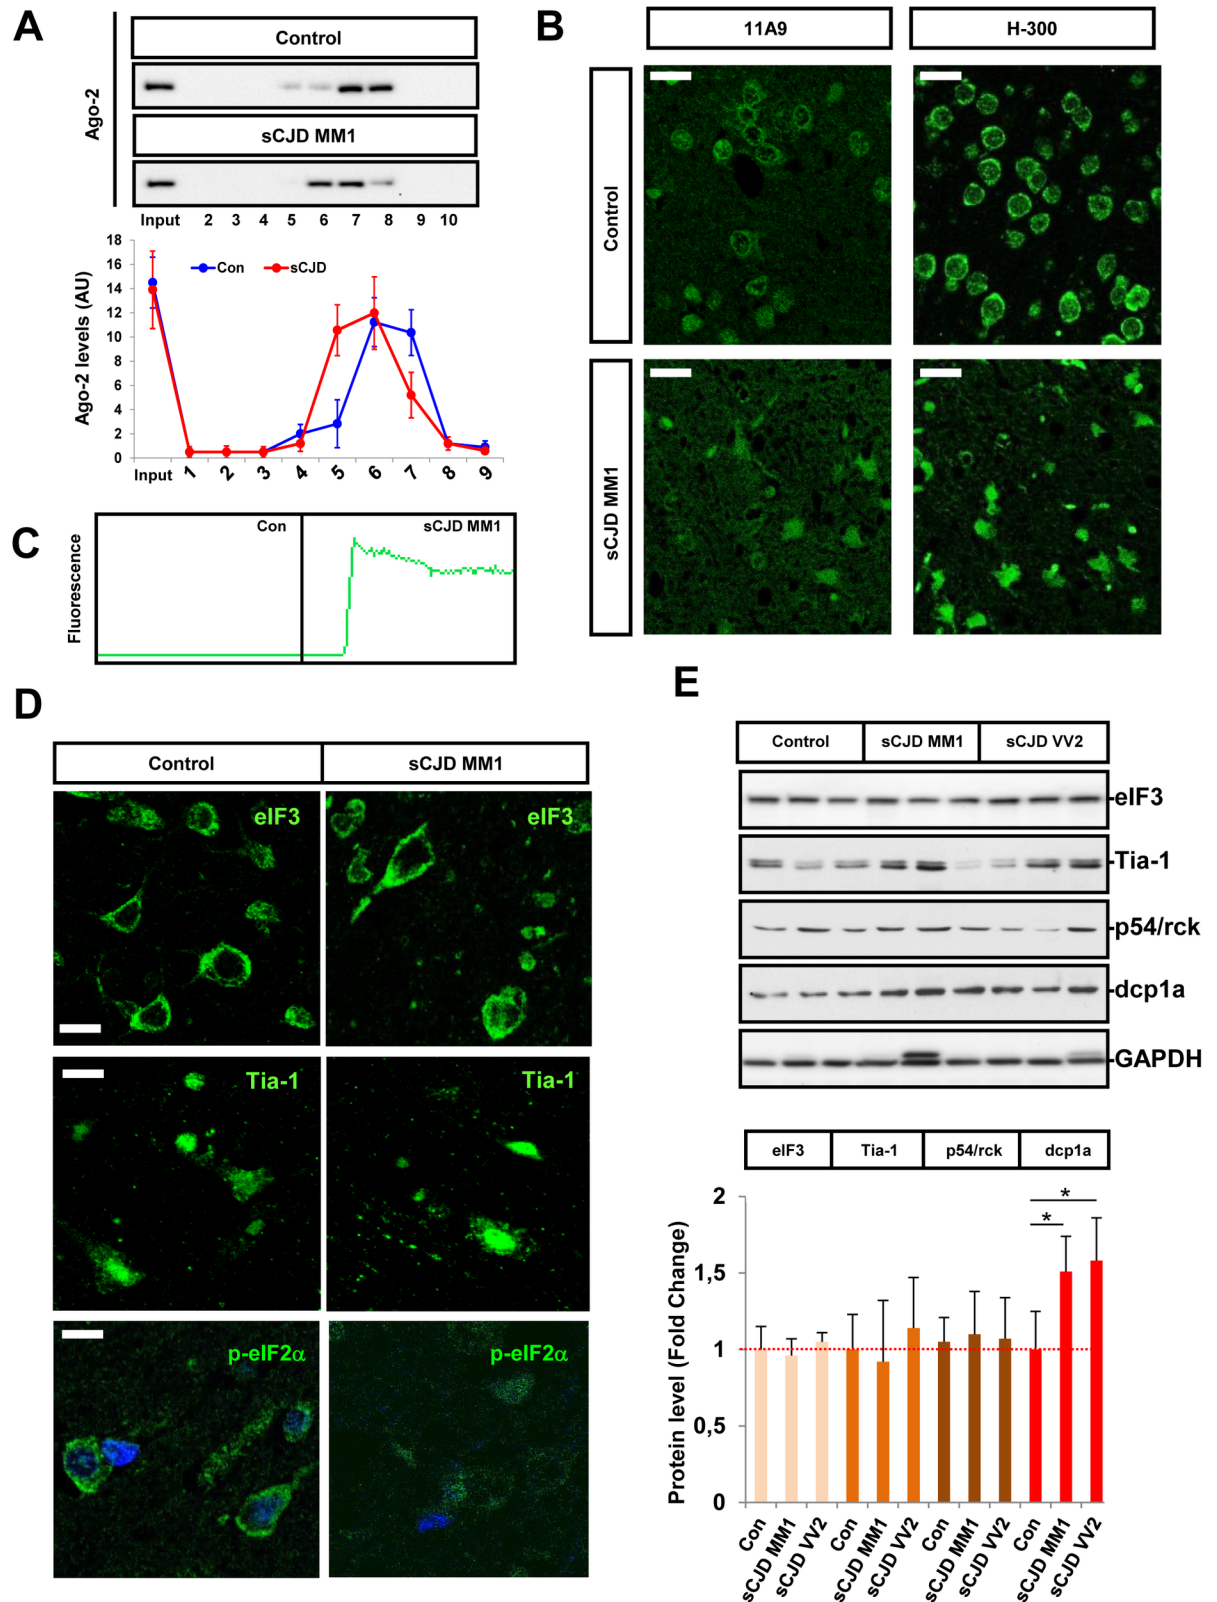 A
Control
Ago-2
sCJD MM1
Input 2 3 4 5 6 7 8 9 10
Ago-2 levels (AU)
18
16
14
12
10
8
6
4
2
0
Con sCJD
Input 1 2 3 4 5 6 7 8 9
B
11A9 H-300
Control
sCJD MM1
C
Fluorescence
Con sCJD MM1
D
Control sCJD MM1
eIF3 eIF3
Tia-1 Tia-1
p-eIF2α p-eIF2α
E
Control sCJD MM1 sCJD VV2
eIF3
Tia-1
p54/rck
dcp1a
GAPDH
eIF3 Tia-1 p54/rck dcp1a
Protein level (Fold Change)
2
1,5
1
0,5
0
* *
Con sCJD MM1 sCJD VV2 Con sCJD MM1 sCJD VV2 Con sCJD MM1 sCJD VV2 Con sCJD MM1 sCJD VV2